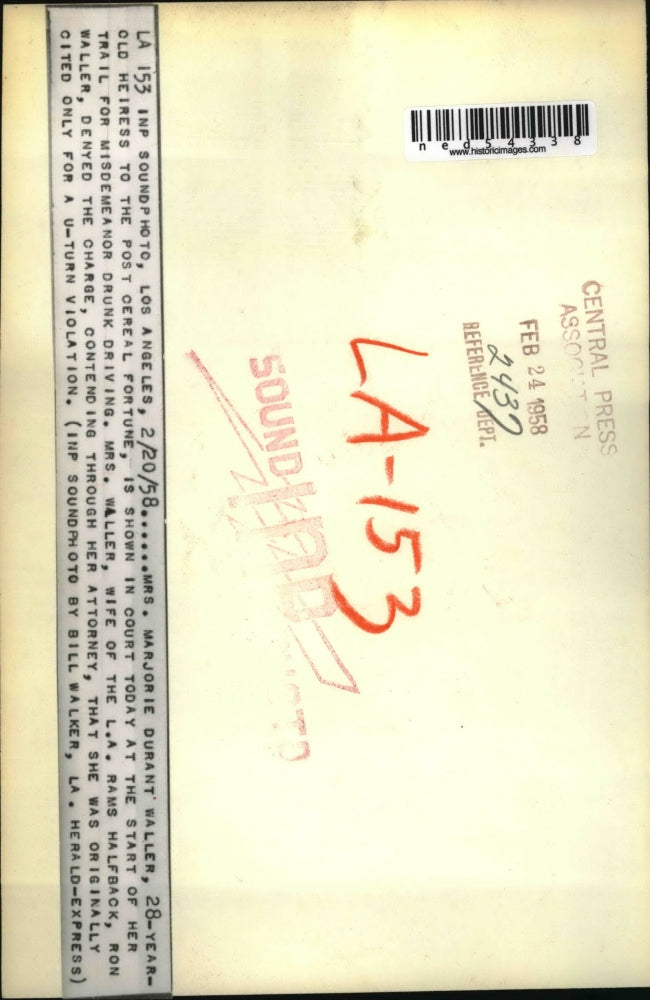 LA 153 INP SOUNDPHOTO, LOS ANGELES, 2/20/58......MRS. MARJORIE DURANT WALLER, 28-YEAR-
OLD HEIRESS TO THE POST CEREAL FORTUNE, IS SHOWN IN COURT TODAY AT THE START OF HER
TRAIL FOR MISDEMEANOR DRUNK DRIVING. MRS. WALLER, WIFE OF THE L.A. RAMS HALFBACK, RON
WALLER, DENYED THE CHARGE, CONTENDING THROUGH HER ATTORNEY, THAT SHE WAS ORIGINALLY
CITED ONLY FOR A U-TURN VIOLATION. (INP SOUNDPHOTO BY BILL WALKER, LA. HERALD-EXPRESS)
ned54338
www.historicimages.com
CENTRAL PRESS
ASSOCIATION
FEB 24 1958
2437
REFERENCE DEPT.
LA-153
SOUND